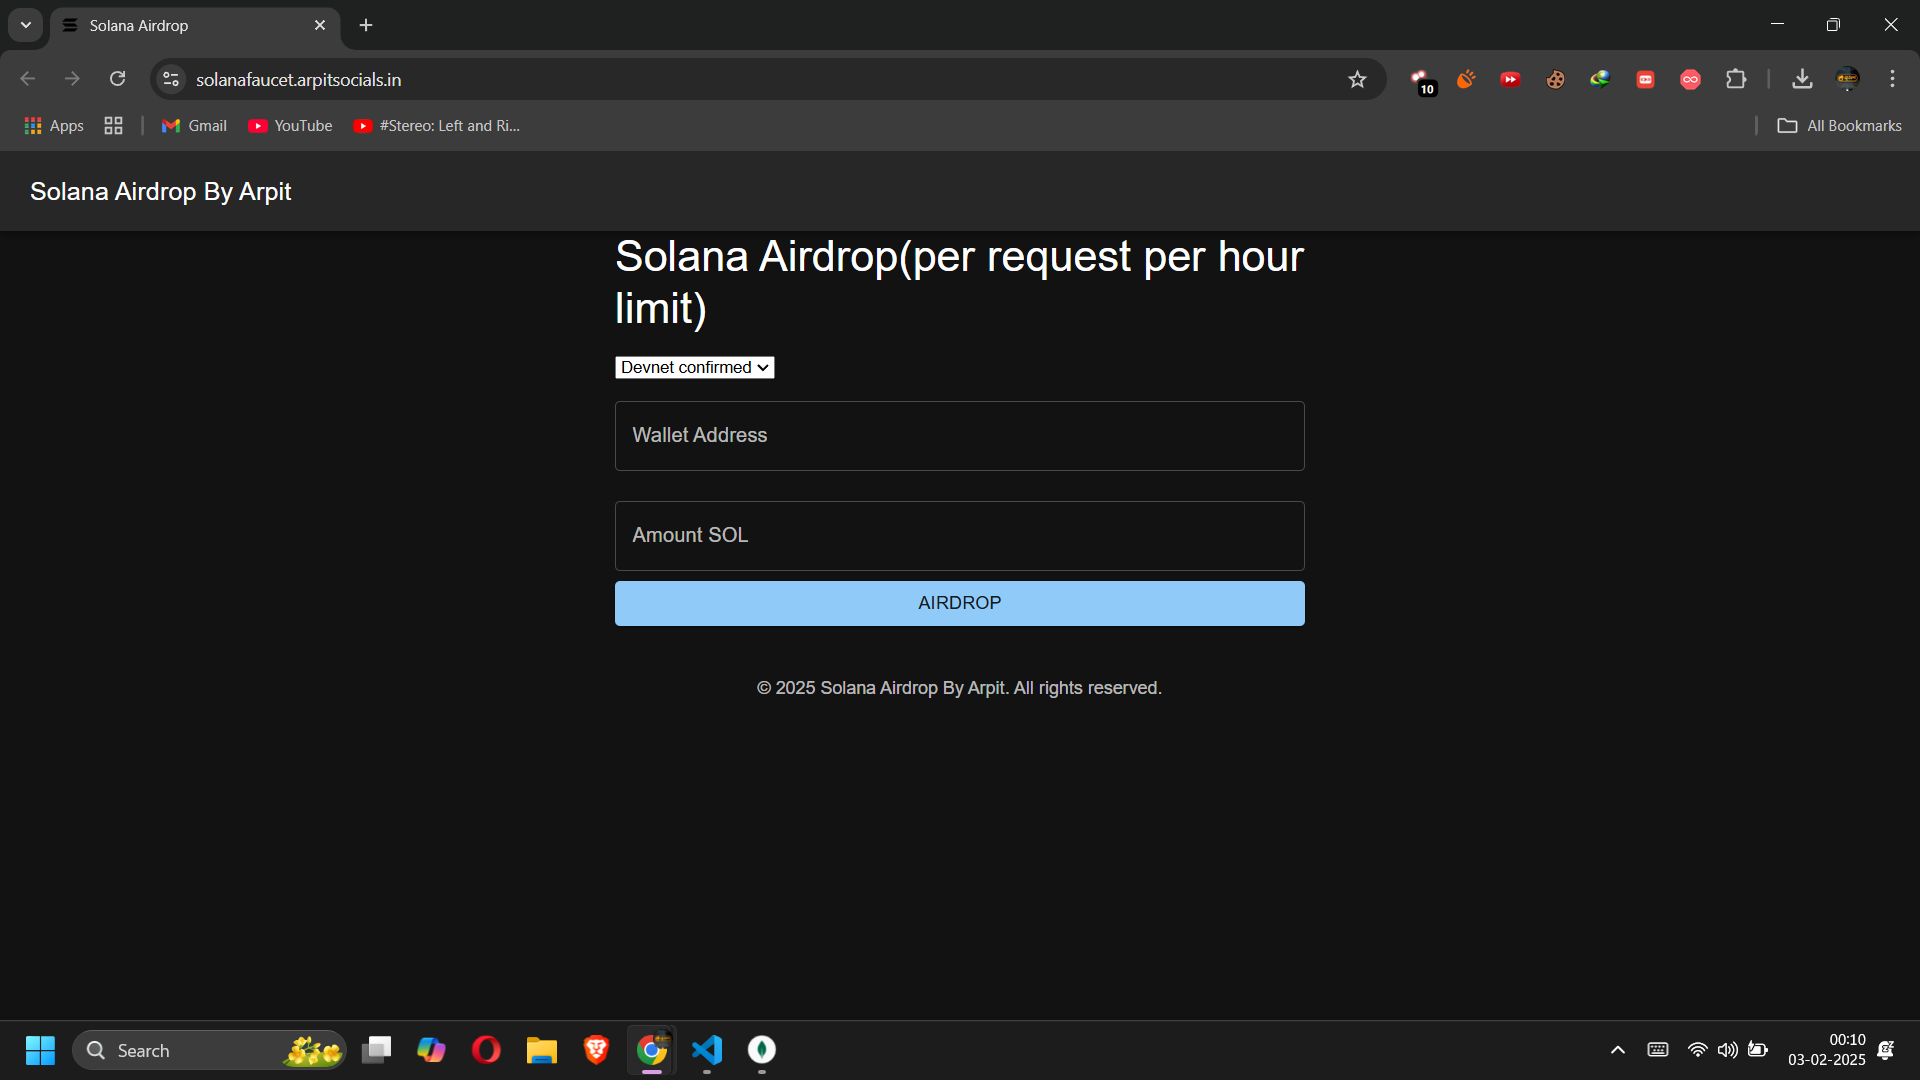 Solana Airdrop
solanafaucet.arpitsocials.in
10
Apps
Gmail
YouTube
#Stereo: Left and Ri...
All Bookmarks
Solana Airdrop By Arpit
Solana Airdrop(per request per hour
limit)
Devnet confirmed
Wallet Address
Amount SOL
AIRDROP
© 2025 Solana Airdrop By Arpit. All rights reserved.
Search
00:10
03-02-2025